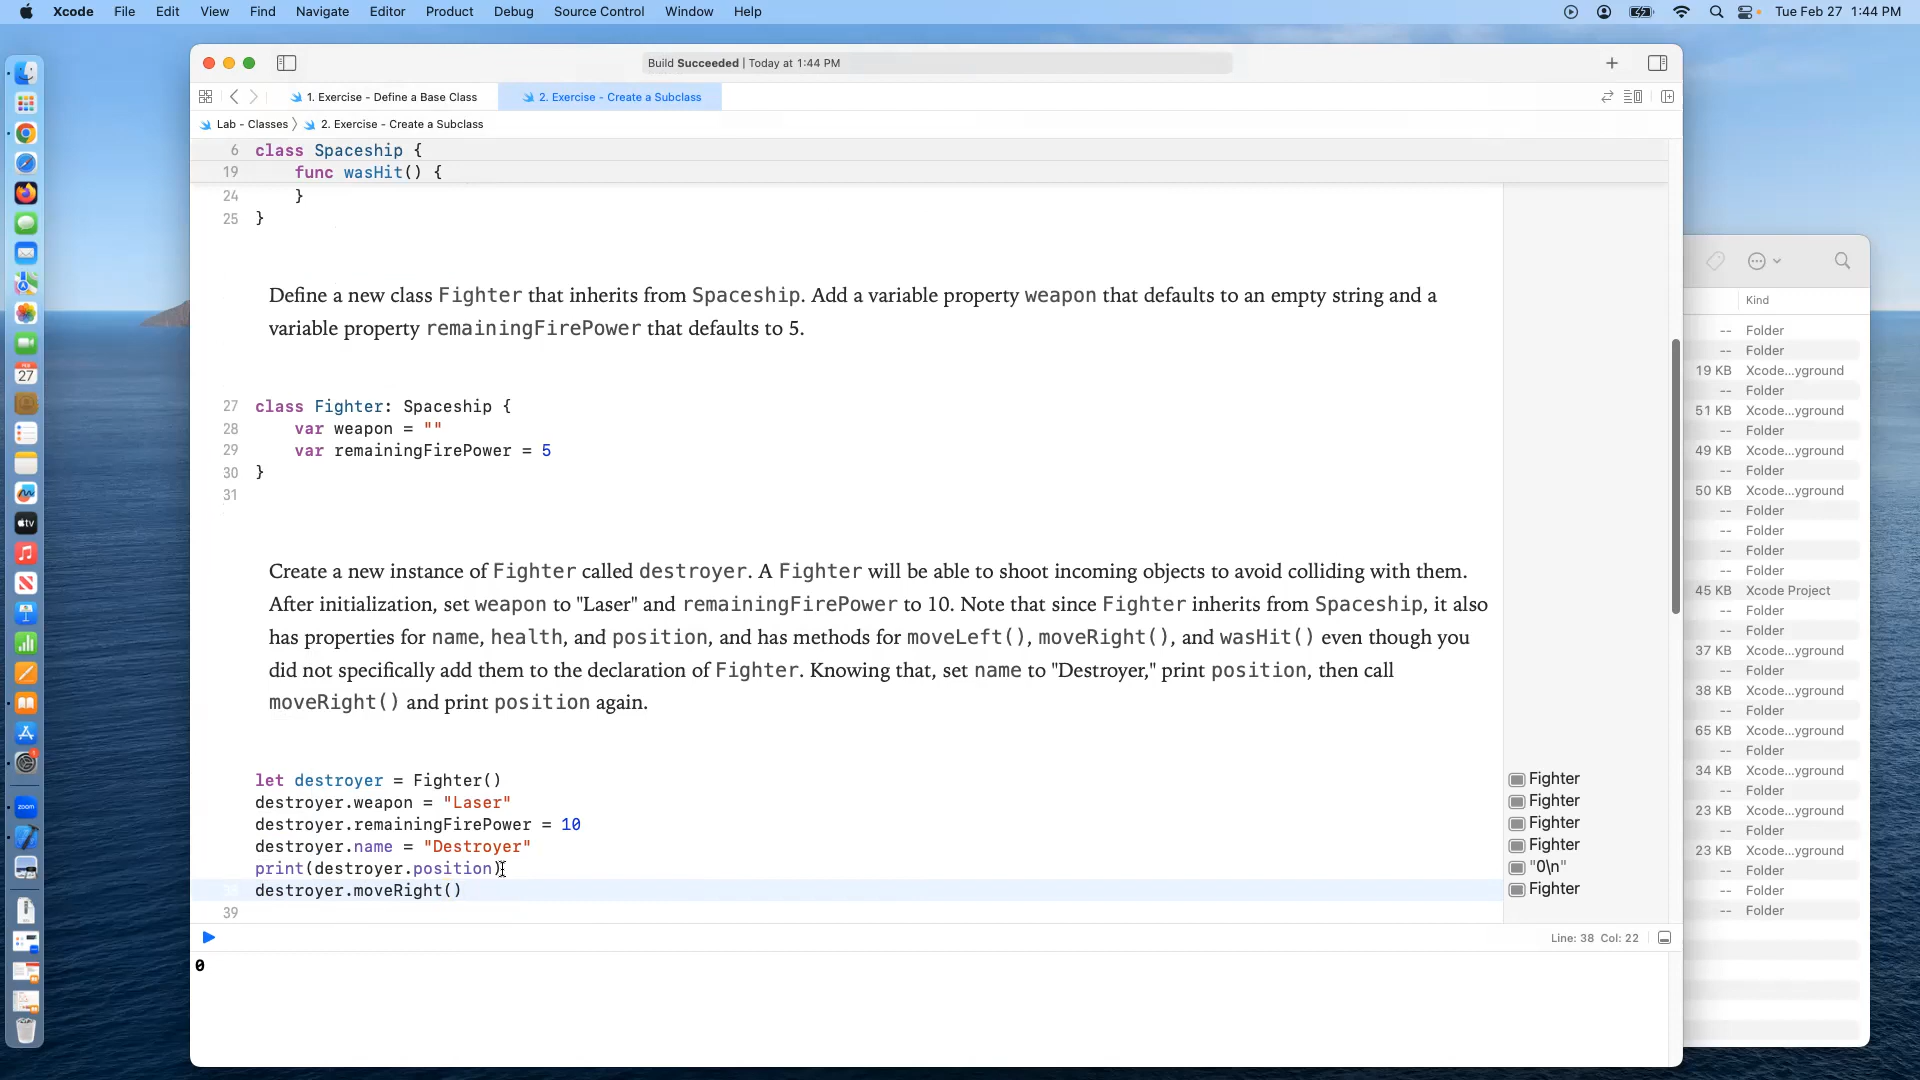 Xcode File Edit View Find Navigate Editor Product Debug Source Control Window Help Tue Feb 27 1:44 PM
Build Succeeded | Today at 1:44 PM
1. Exercise - Define a Base Class 2. Exercise - Create a Subclass
Lab - Classes 〉 2. Exercise - Create a Subclass
6 class Spaceship {
19 func wasHit() {
24 }
25 }
Define a new class Fighter that inherits from Spaceship. Add a variable property weapon that defaults to an empty string and a
variable property remainingFirePower that defaults to 5.
27 class Fighter: Spaceship {
28 var weapon = ""
29 var remainingFirePower = 5
30 }
31
Create a new instance of Fighter called destroyer. A Fighter will be able to shoot incoming objects to avoid colliding with them.
After initialization, set weapon to "Laser" and remainingFirePower to 10. Note that since Fighter inherits from Spaceship, it also
has properties for name, health, and position, and has methods for moveLeft(), moveRight(), and wasHit() even though you
did not specifically add them to the declaration of Fighter. Knowing that, set name to "Destroyer," print position, then call
moveRight() and print position again.
let destroyer = Fighter() Fighter
destroyer.weapon = "Laser" Fighter
destroyer.remainingFirePower = 10 Fighter
destroyer.name = "Destroyer" Fighter
print(destroyer.position) "0\n"
38 destroyer.moveRight() Fighter
39
Line: 38 Col: 22
0
Kind
-- Folder
-- Folder
19 KB Xcode...yground
-- Folder
51 KB Xcode...yground
-- Folder
49 KB Xcode...yground
-- Folder
50 KB Xcode...yground
-- Folder
-- Folder
-- Folder
-- Folder
45 KB Xcode Project
-- Folder
-- Folder
37 KB Xcode...yground
-- Folder
38 KB Xcode...yground
-- Folder
65 KB Xcode...yground
-- Folder
34 KB Xcode...yground
-- Folder
23 KB Xcode...yground
-- Folder
23 KB Xcode...yground
-- Folder
-- Folder
-- Folder
FEB
27
tv
zoom